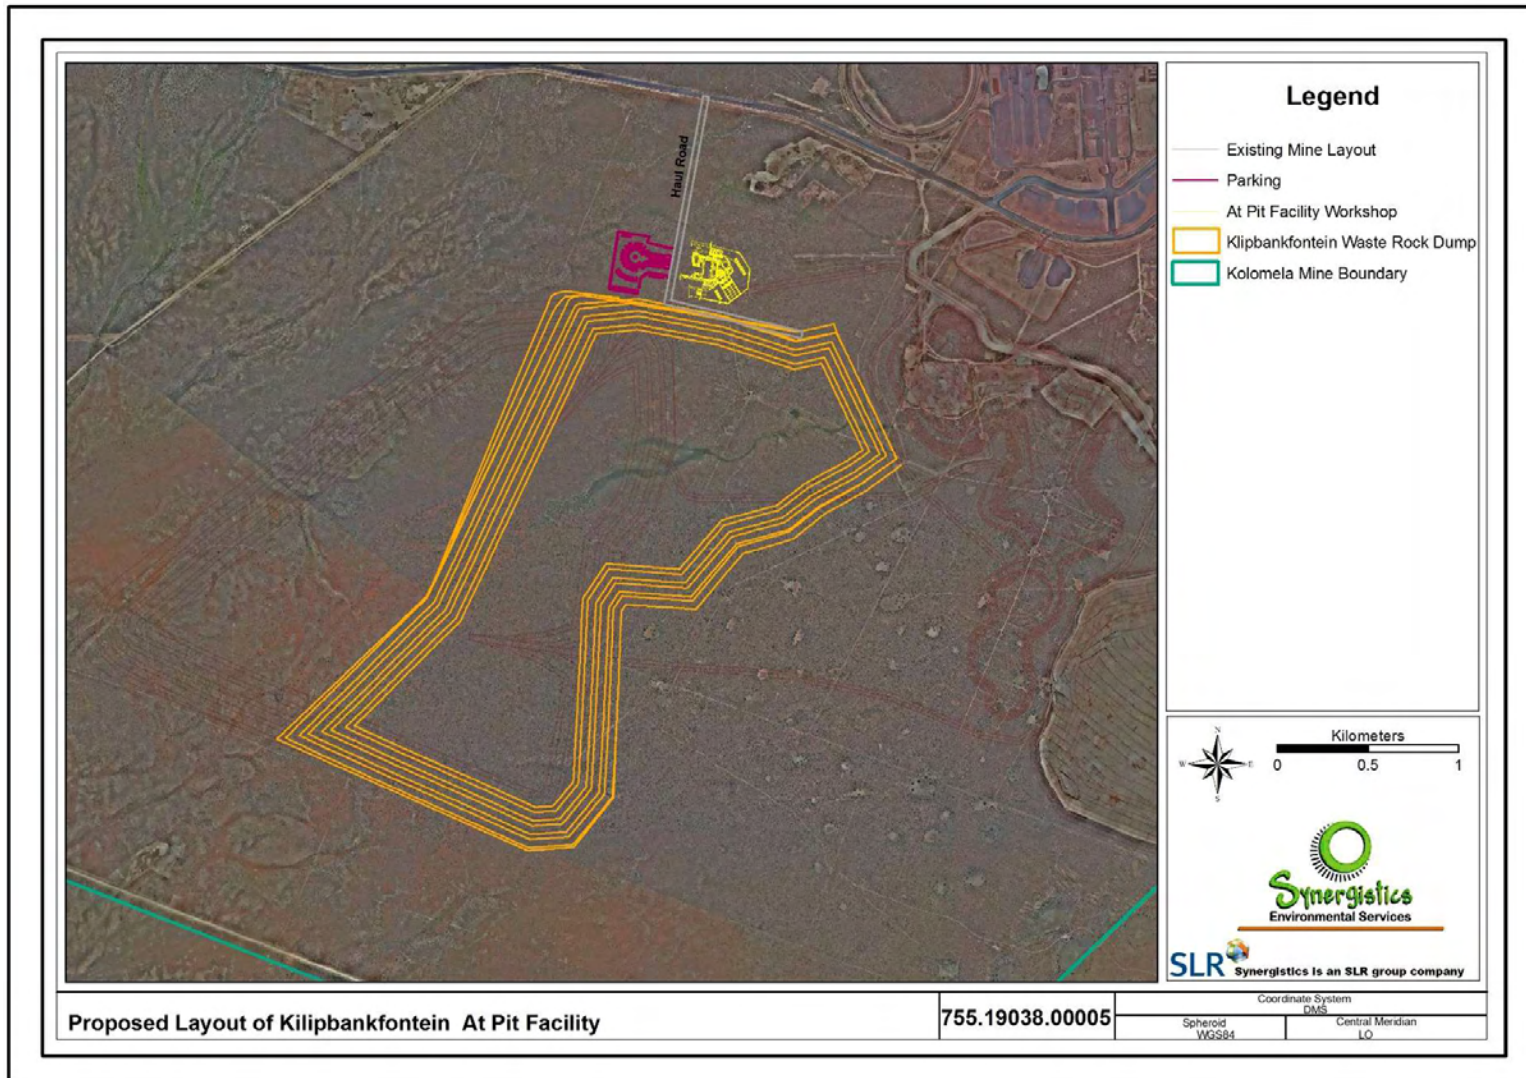 Haul Road
Legend
Existing Mine Layout
Parking
At Pit Facility Workshop
Klipbankfontein Waste Rock Dump
Kolomela Mine Boundary
N
W E
S
Kilometers
0 0.5 1
Synergistics
Environmental Services
SLR Synergistics is an SLR group company
Proposed Layout of Kilipbankfontein At Pit Facility
755.19038.00005
Coordinate System
DMS
Spheroid
WGS84
Central Meridian
LO